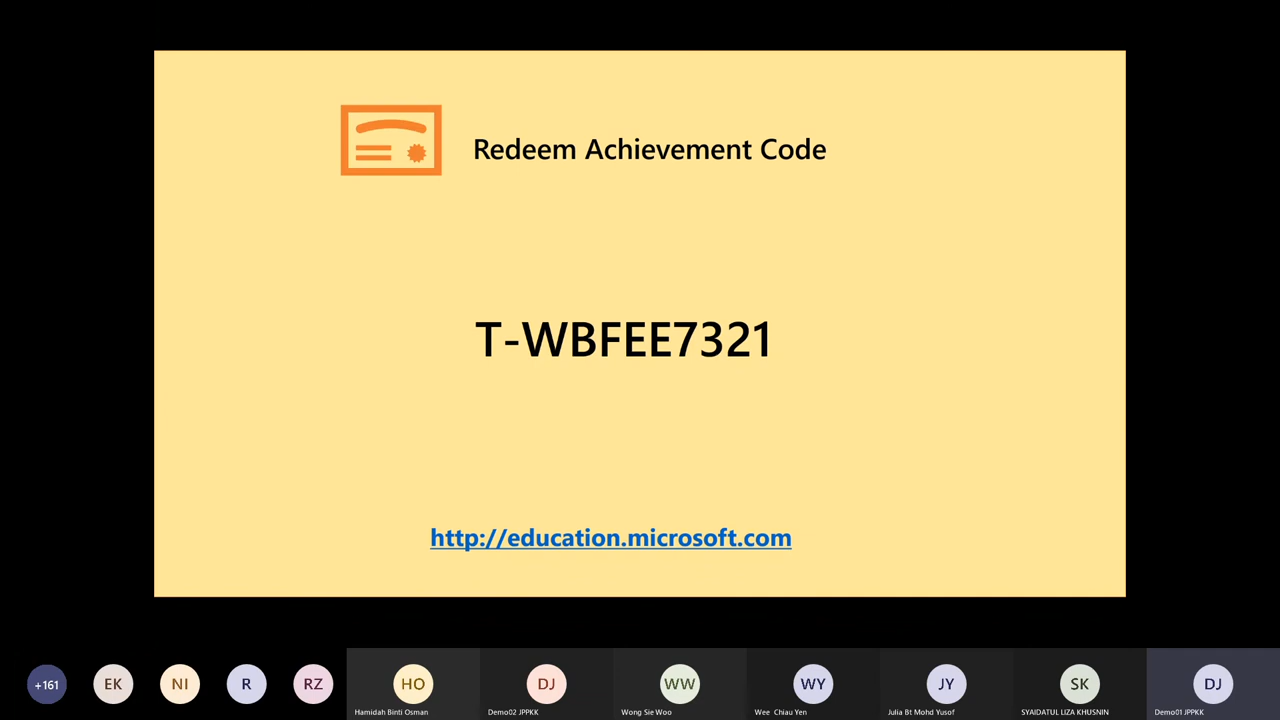 Redeem Achievement Code
T-WBFEE7321
http://education.microsoft.com
+161
EK
NI
R
RZ
HO
DJ
WW
WY
JY
SK
DJ
Hamidah Binti Osman
Demo02 JPPKK
Wong Sie Woo
Wee Chiau Yen
Julia Bt Mohd Yusof
SYAIDATUL LIZA KHUSNIN
Demo01 JPPKK